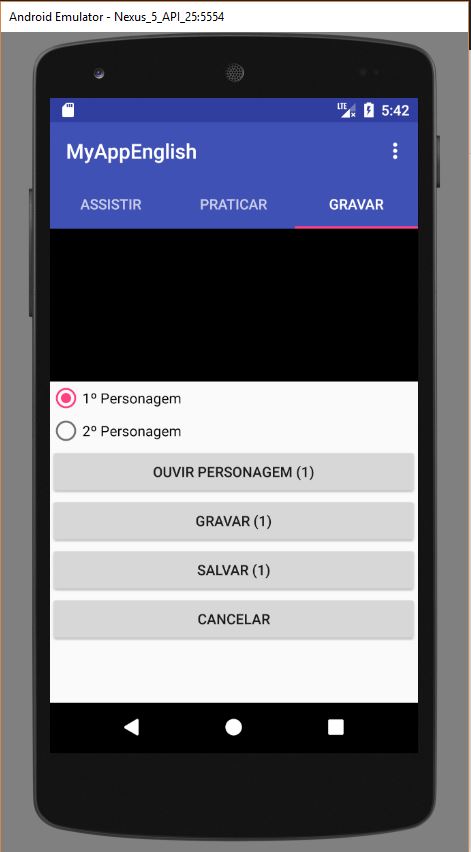 Android Emulator - Nexus_5_API_25:5554
LTE 5:42
MyAppEnglish
ASSISTIR PRATICAR GRAVAR
1º Personagem
2º Personagem
OUVIR PERSONAGEM (1)
GRAVAR (1)
SALVAR (1)
CANCELAR